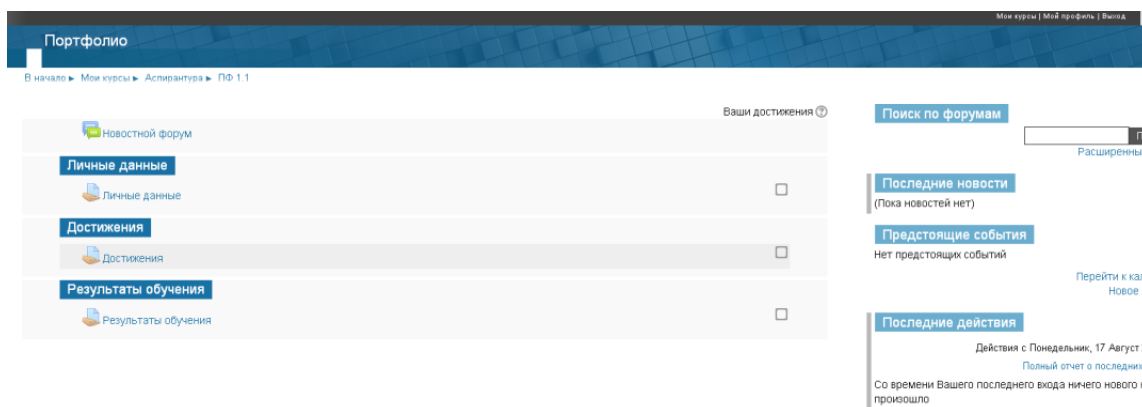 Мои курсы | Мой профиль | Выход
Портфолио
В начало ► Мои курсы ► Аспирантура ► ПФ 1.1
Ваши достижения
Новостной форум
Личные данные
Личные данные
Достижения
Достижения
Результаты обучения
Результаты обучения
Поиск по форумам
Последние новости
(Пока новостей нет)
Предстоящие события
Нет предстоящих событий
Перейти к
Новое
Последние действия
Действия с Понедельник, 17 Август
Полный отчет о
Со времени Вашего последнего входа ничего нового
произошло